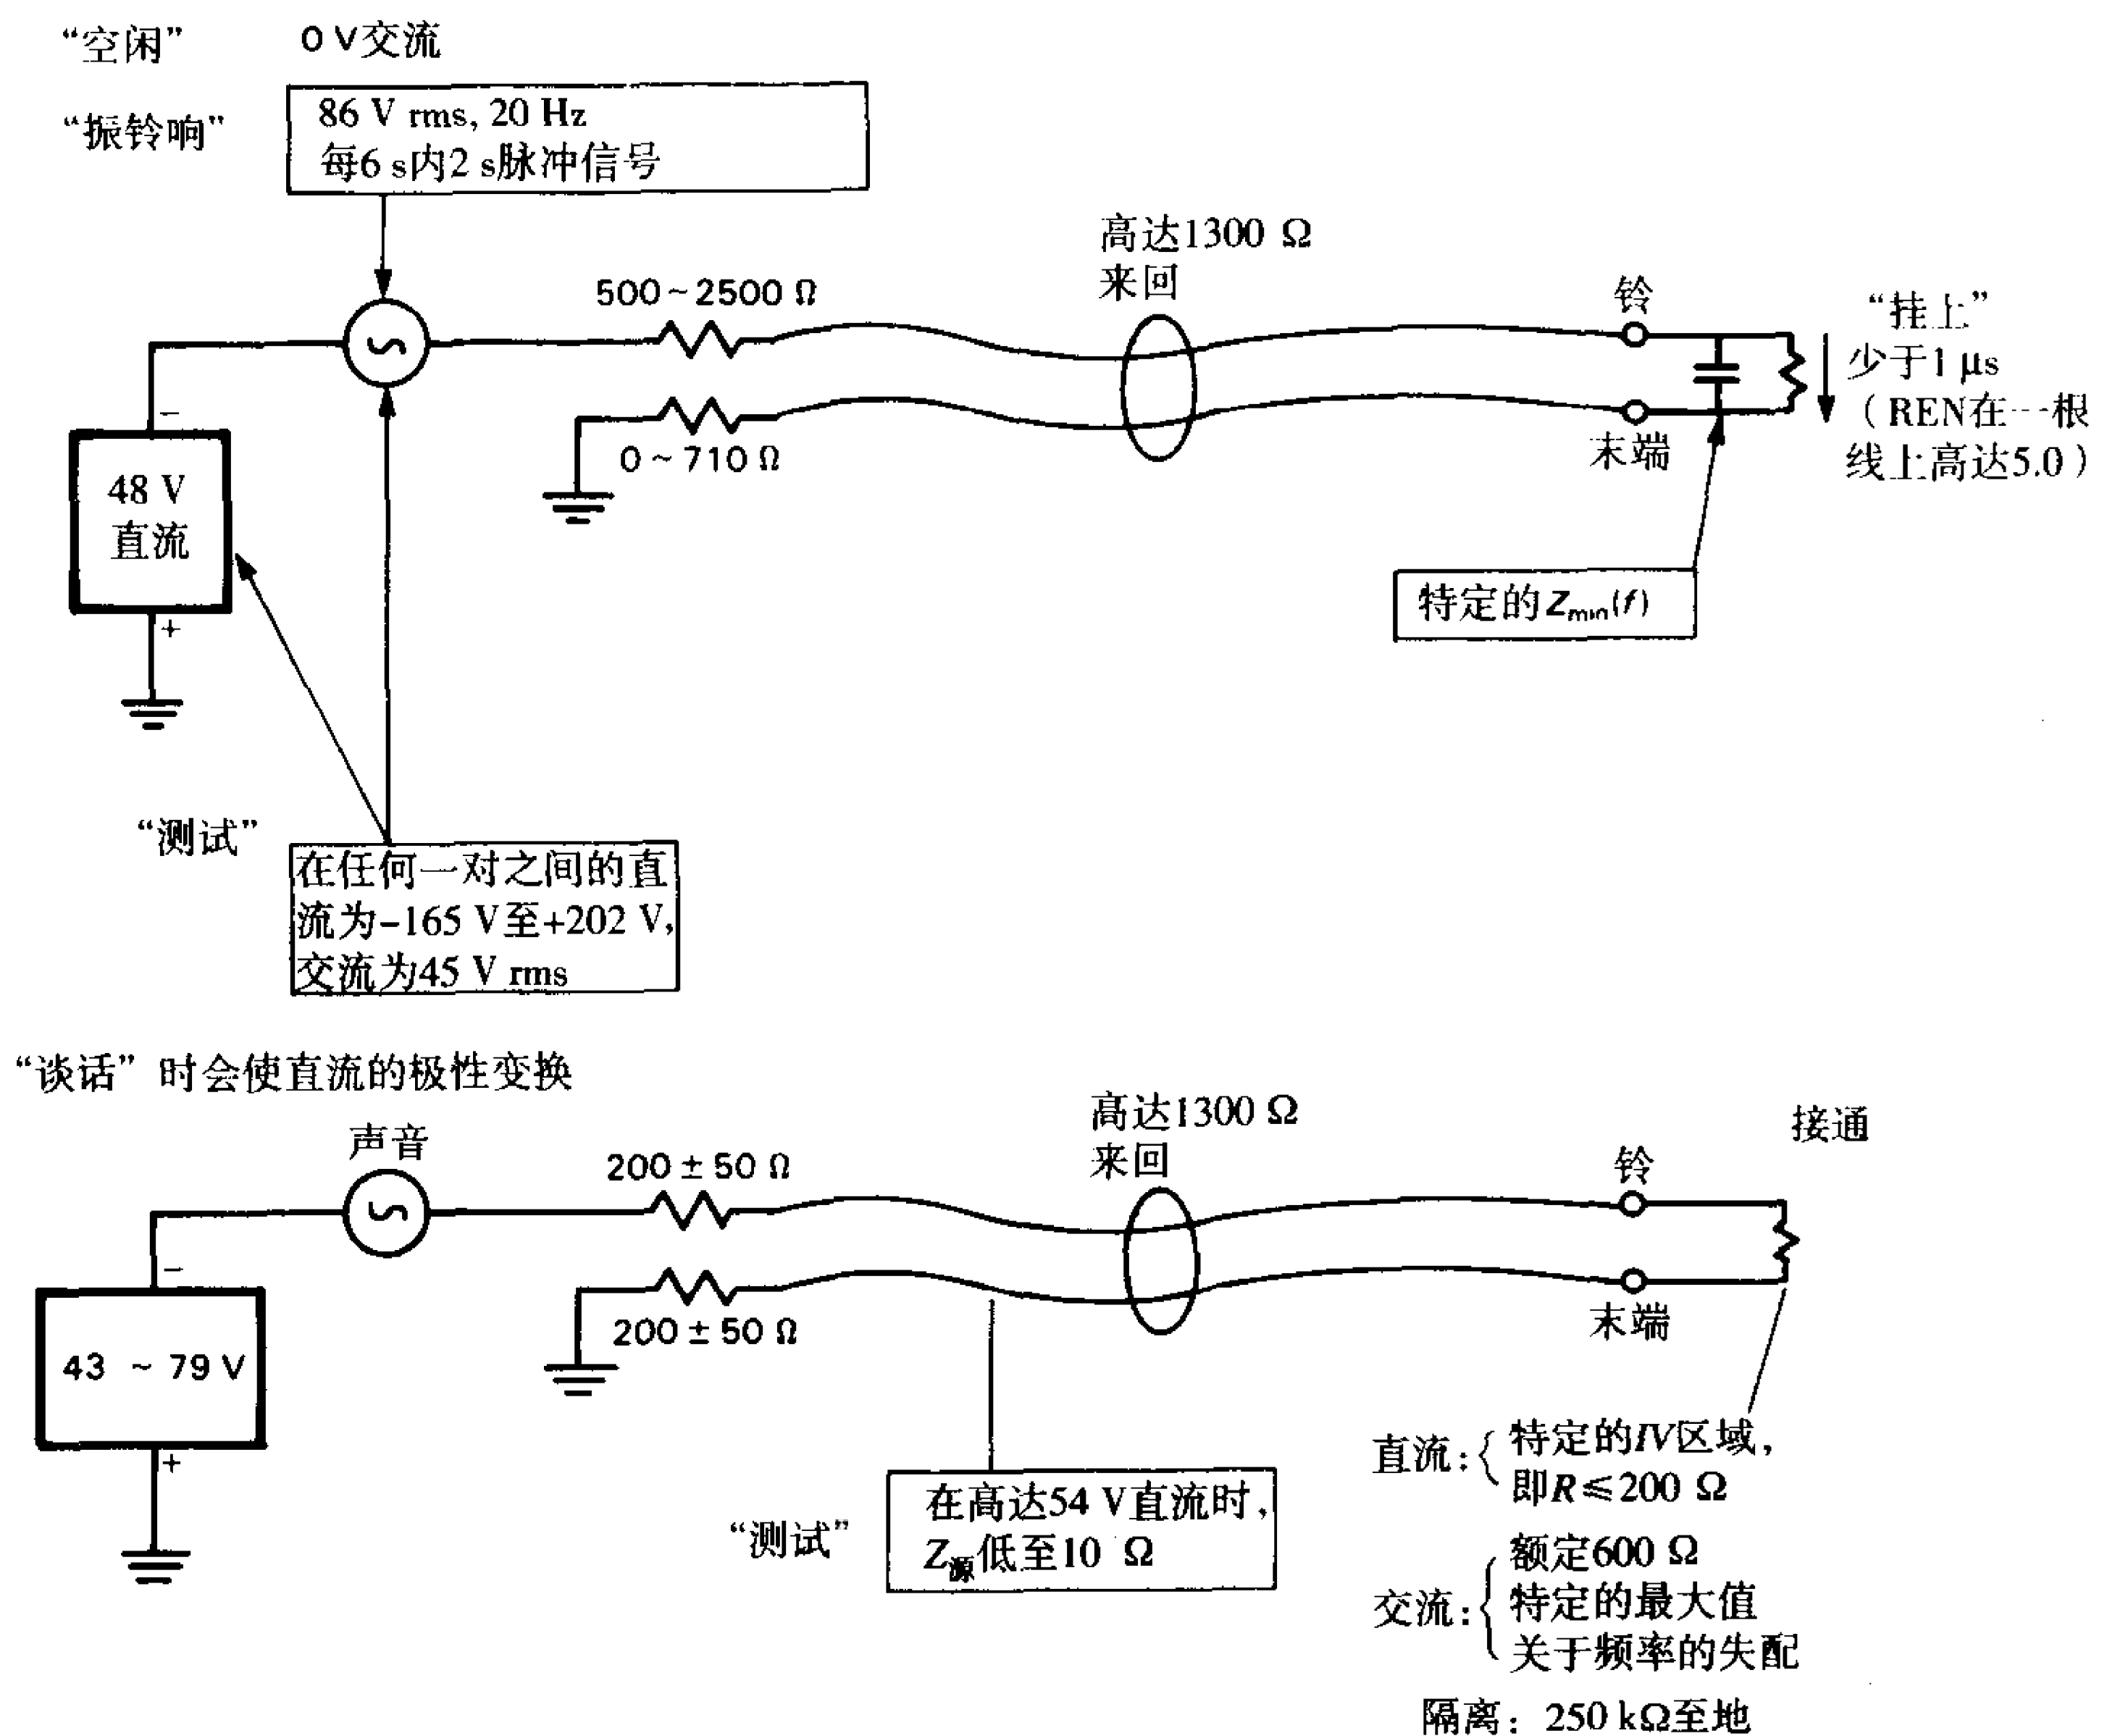 “空闲” 0 V交流
“振铃响”
86 V rms, 20 Hz
每6 s内2 s脉冲信号
高达1300 Ω
来回
500~2500 Ω
铃
“挂上”
少于1 μs
（REN在一根
线上高达5.0）
0~710 Ω
末端
−
48 V
直流
+
特定的Zmin(f)
“测试”
在任何一对之间的直
流为-165 V至+202 V,
交流为45 V rms
“谈话”时会使直流的极性变换
声音
高达1300 Ω
来回
接通
200±50 Ω
铃
−
200±50 Ω
末端
43 ~ 79 V
+
“测试”
在高达54 V直流时，
Z源低至10 Ω
直流：{ 特定的IV区域，
即R≤200 Ω
额定600 Ω
交流：{ 特定的最大值
关于频率的失配
隔离：250 kΩ至地